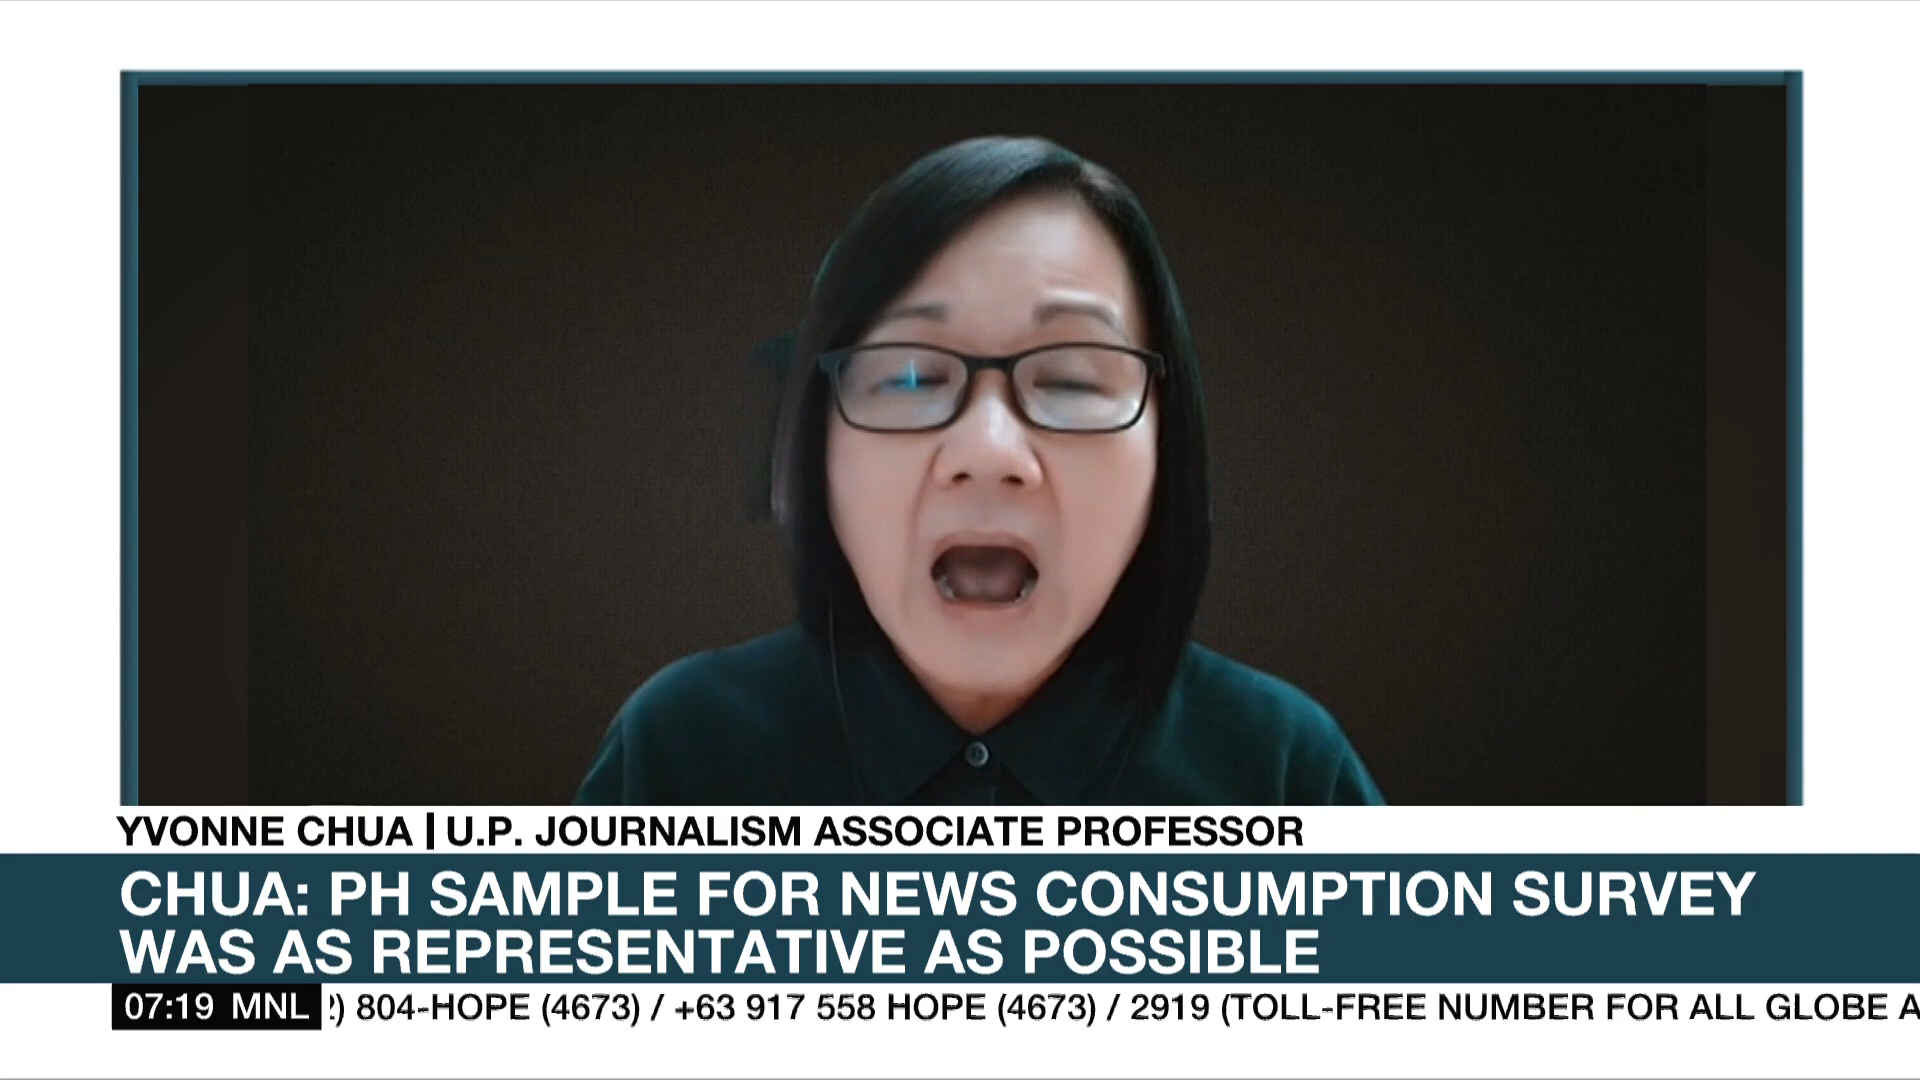 YVONNE CHUA | U.P. JOURNALISM ASSOCIATE PROFESSOR
CHUA: PH SAMPLE FOR NEWS CONSUMPTION SURVEY
WAS AS REPRESENTATIVE AS POSSIBLE
07:19 MNL 2) 804-HOPE (4673) / +63 917 558 HOPE (4673) / 2919 (TOLL-FREE NUMBER FOR ALL GLOBE A